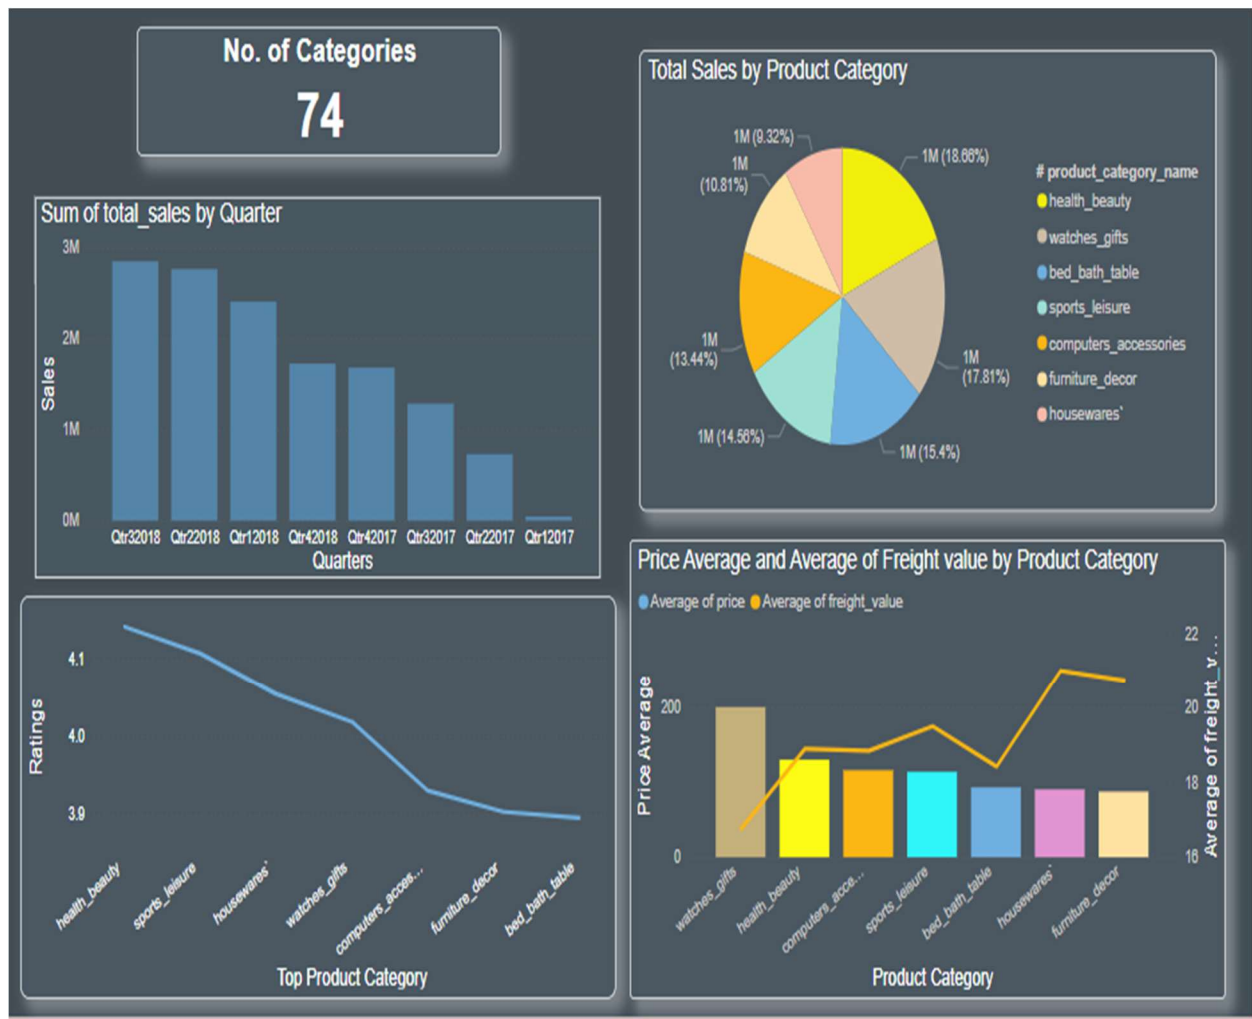 No. of Categories
74
Sum of total_sales by Quarter
3M
2M
1M
0M
Sales
Qtr32018 Qtr22018 Qtr12018 Qtr42018 Qtr42017 Qtr32017 Qtr22017 Qtr12017
Quarters
Total Sales by Product Category
1M (9.32%)
1M (18.66%)
1M
(10.81%)
1M
(17.81%)
1M
(13.44%)
1M (14.56%)
1M (15.4%)
# product_category_name
health_beauty
watches_gifts
bed_bath_table
sports_leisure
computers_accessories
furniture_decor
housewares`
4.1
4.0
3.9
Ratings
health_beauty
sports_leisure
housewares`
watches_gifts
computers_acces...
furniture_decor
bed_bath_table
Top Product Category
Price Average and Average of Freight value by Product Category
Average of price Average of freight_value
200
0
Price Average
22
20
18
16
Average of freight_v...
watches_gifts
health_beauty
computers_acce...
sports_leisure
bed_bath_table
housewares`
furniture_decor
Product Category